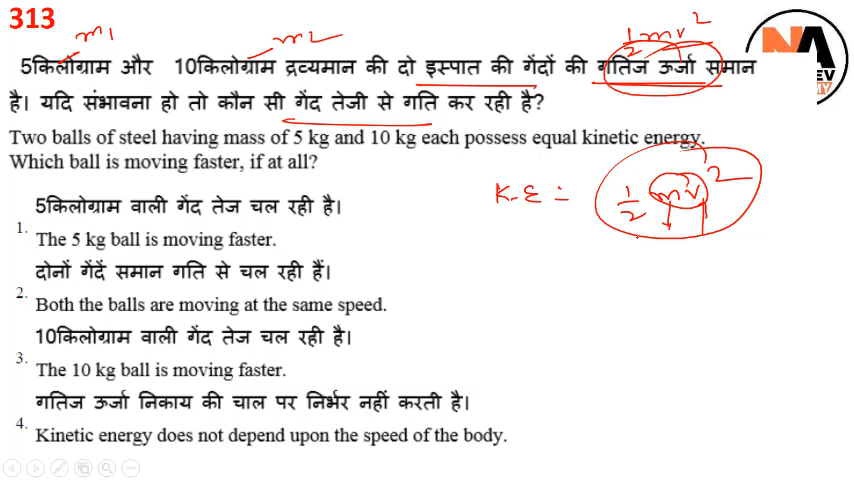 313
m1 m2 1/2 mv2
5किलोग्राम और 10किलोग्राम द्रव्यमान की दो इस्पात की गेंदों की गतिज ऊर्जा समान
है। यदि संभावना हो तो कौन सी गेंद तेजी से गति कर रही है?
Two balls of steel having mass of 5 kg and 10 kg each possess equal kinetic energy.
Which ball is moving faster, if at all?
K.E = 1/2 mv2
5किलोग्राम वाली गेंद तेज चल रही है।
1. The 5 kg ball is moving faster.
दोनों गेंदें समान गति से चल रही हैं।
2. Both the balls are moving at the same speed.
10किलोग्राम वाली गेंद तेज चल रही है।
3. The 10 kg ball is moving faster.
गतिज ऊर्जा निकाय की चाल पर निर्भर नहीं करती है।
4. Kinetic energy does not depend upon the speed of the body.
NA
EV
MY